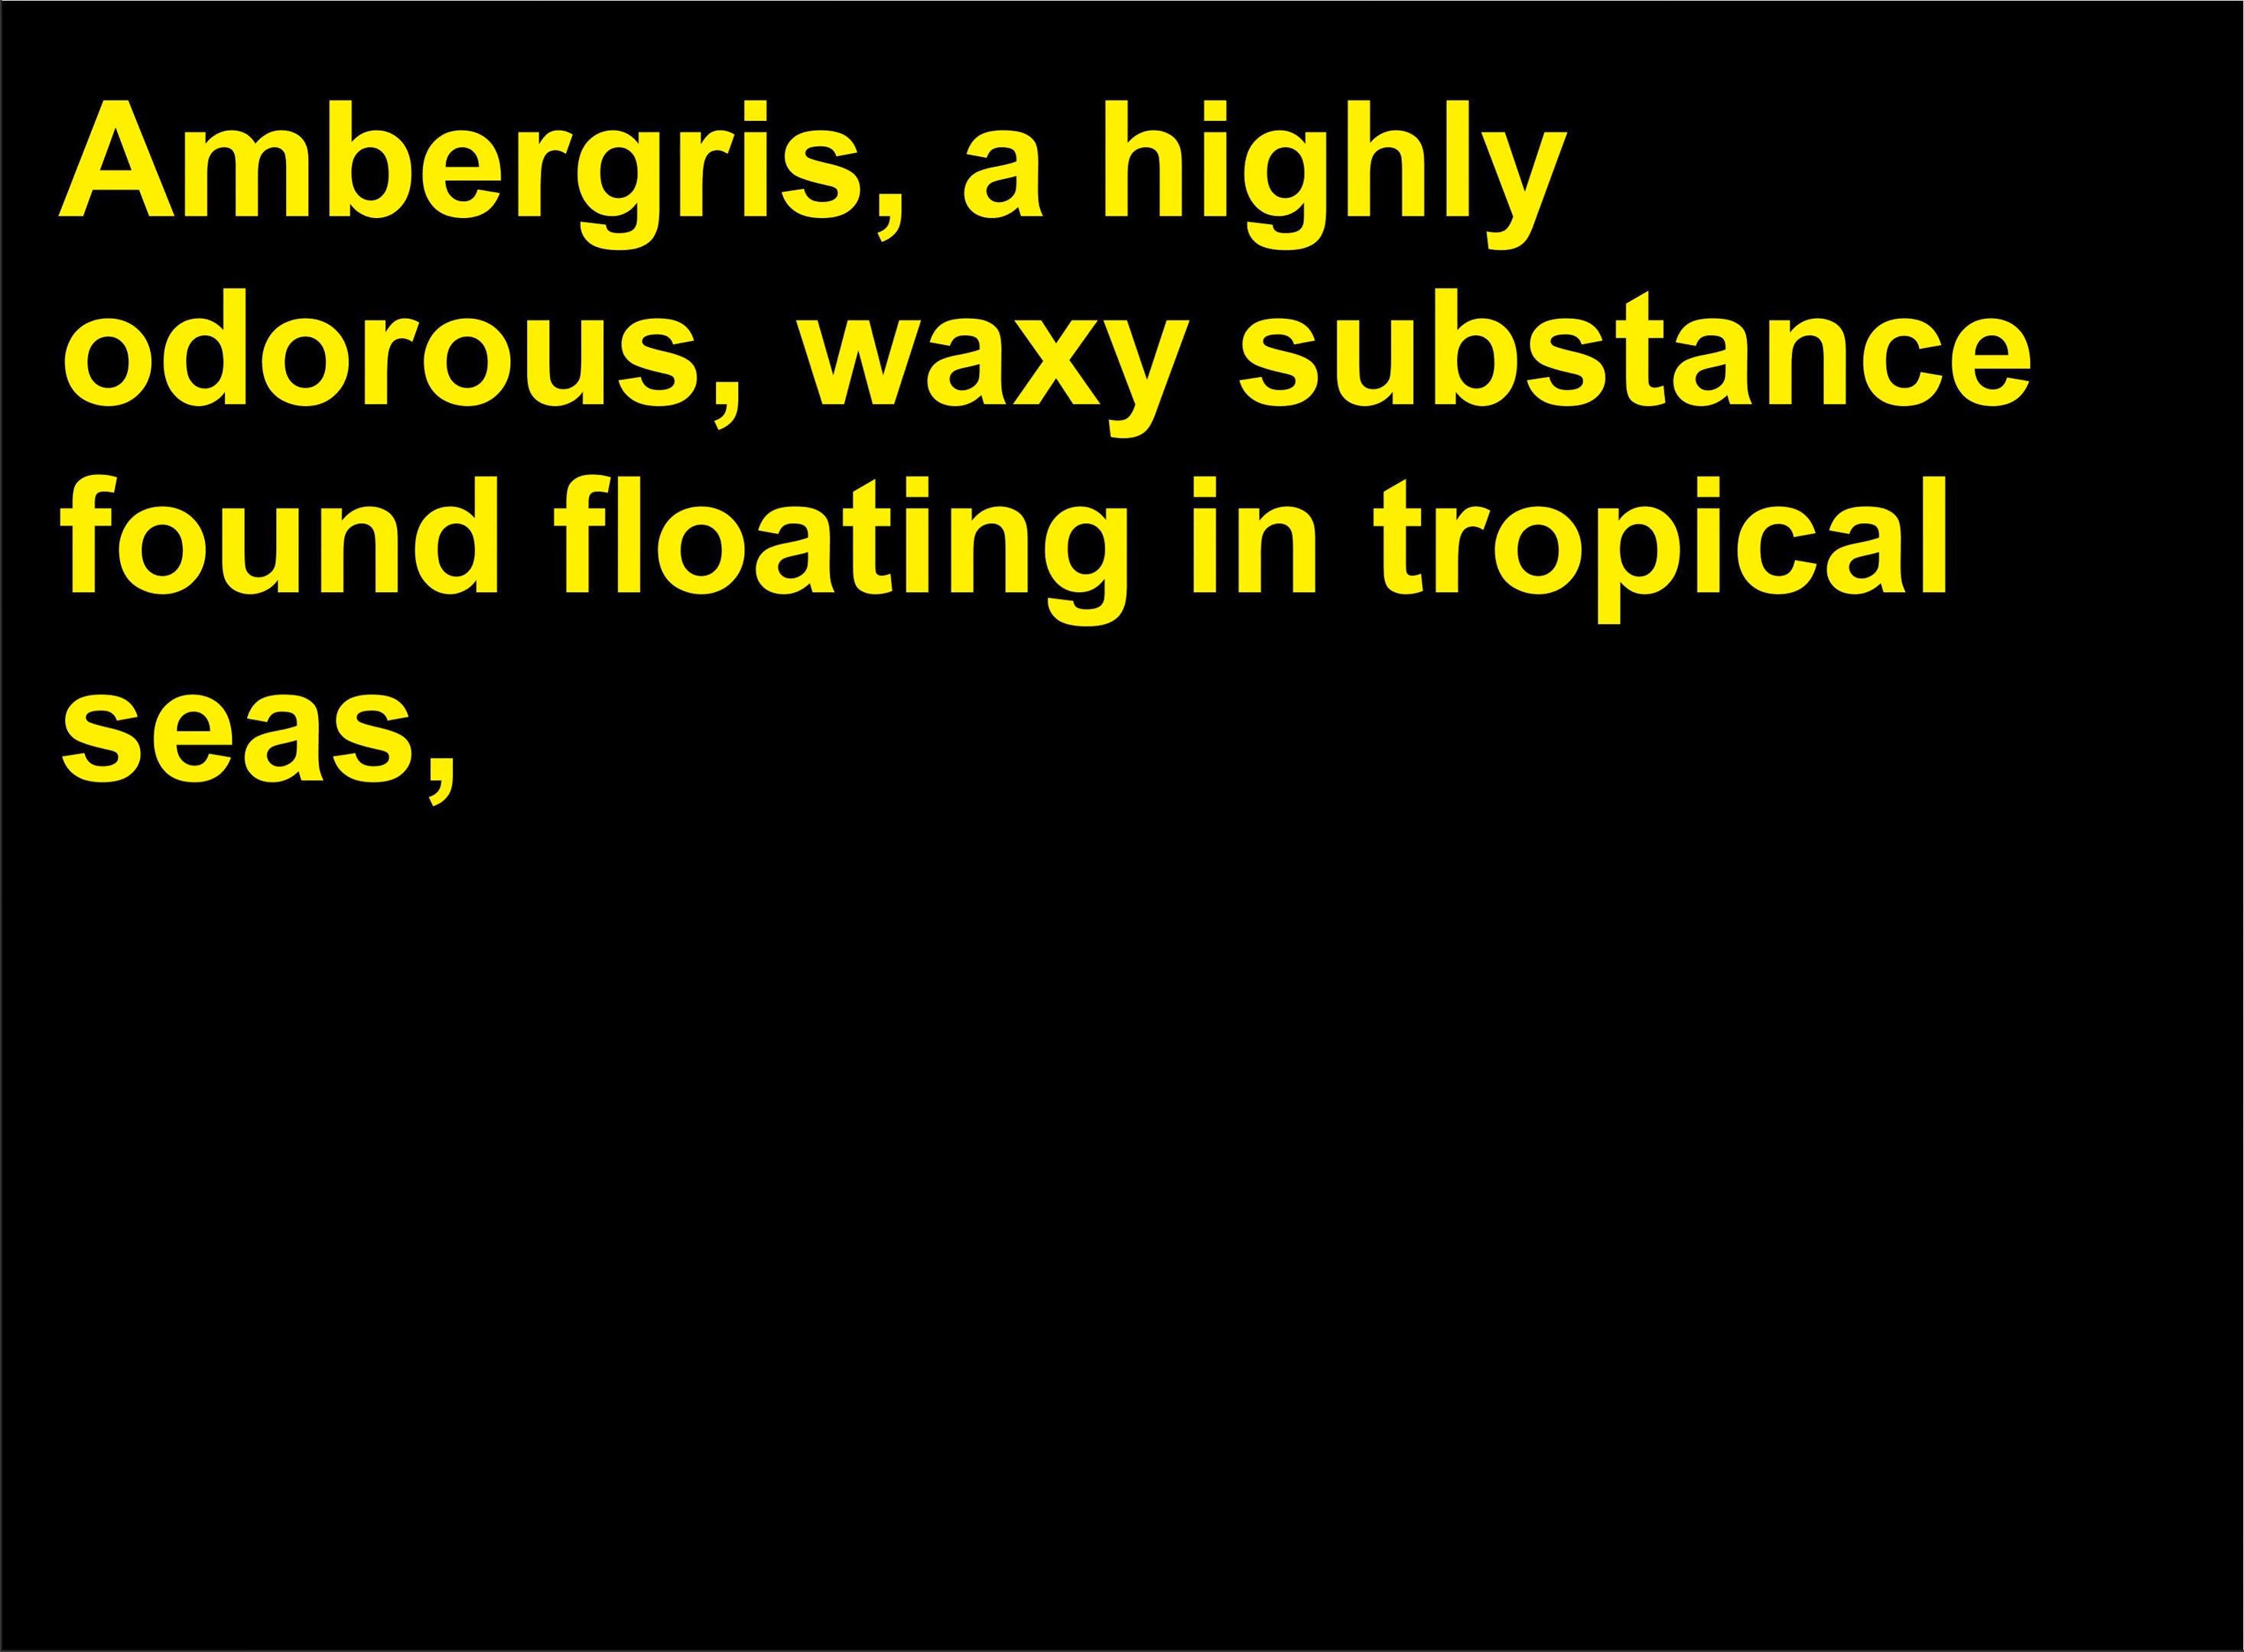 Ambergris, a highly
odorous, waxy substance
found floating in tropical
seas,